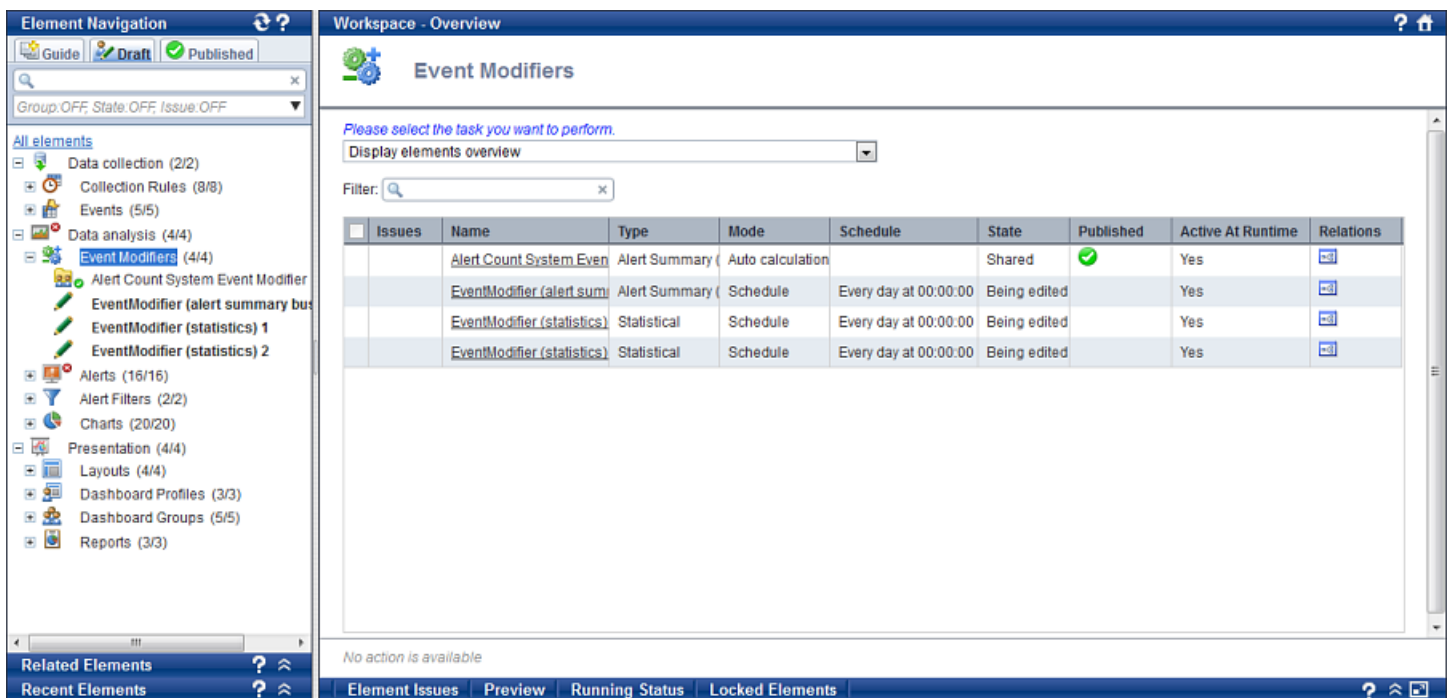 Element Navigation
Guide Draft Published
Group:OFF, State:OFF, Issue:OFF
All elements
Data collection (2/2)
Collection Rules (8/8)
Events (5/5)
Data analysis (4/4)
Event Modifiers (4/4)
Alert Count System Event Modifier
EventModifier (alert summary bus
EventModifier (statistics) 1
EventModifier (statistics) 2
Alerts (16/16)
Alert Filters (2/2)
Charts (20/20)
Presentation (4/4)
Layouts (4/4)
Dashboard Profiles (3/3)
Dashboard Groups (5/5)
Reports (3/3)
Related Elements
Recent Elements
Workspace - Overview
Event Modifiers
Please select the task you want to perform.
Display elements overview
Filter:
Issues Name Type Mode Schedule State Published Active At Runtime Relations
Alert Count System Even Alert Summary ( Auto calculation Shared Yes
EventModifier (alert sum Alert Summary ( Schedule Every day at 00:00:00 Being edited Yes
EventModifier (statistics) Statistical Schedule Every day at 00:00:00 Being edited Yes
EventModifier (statistics) Statistical Schedule Every day at 00:00:00 Being edited Yes
No action is available
Element Issues Preview Running Status Locked Elements